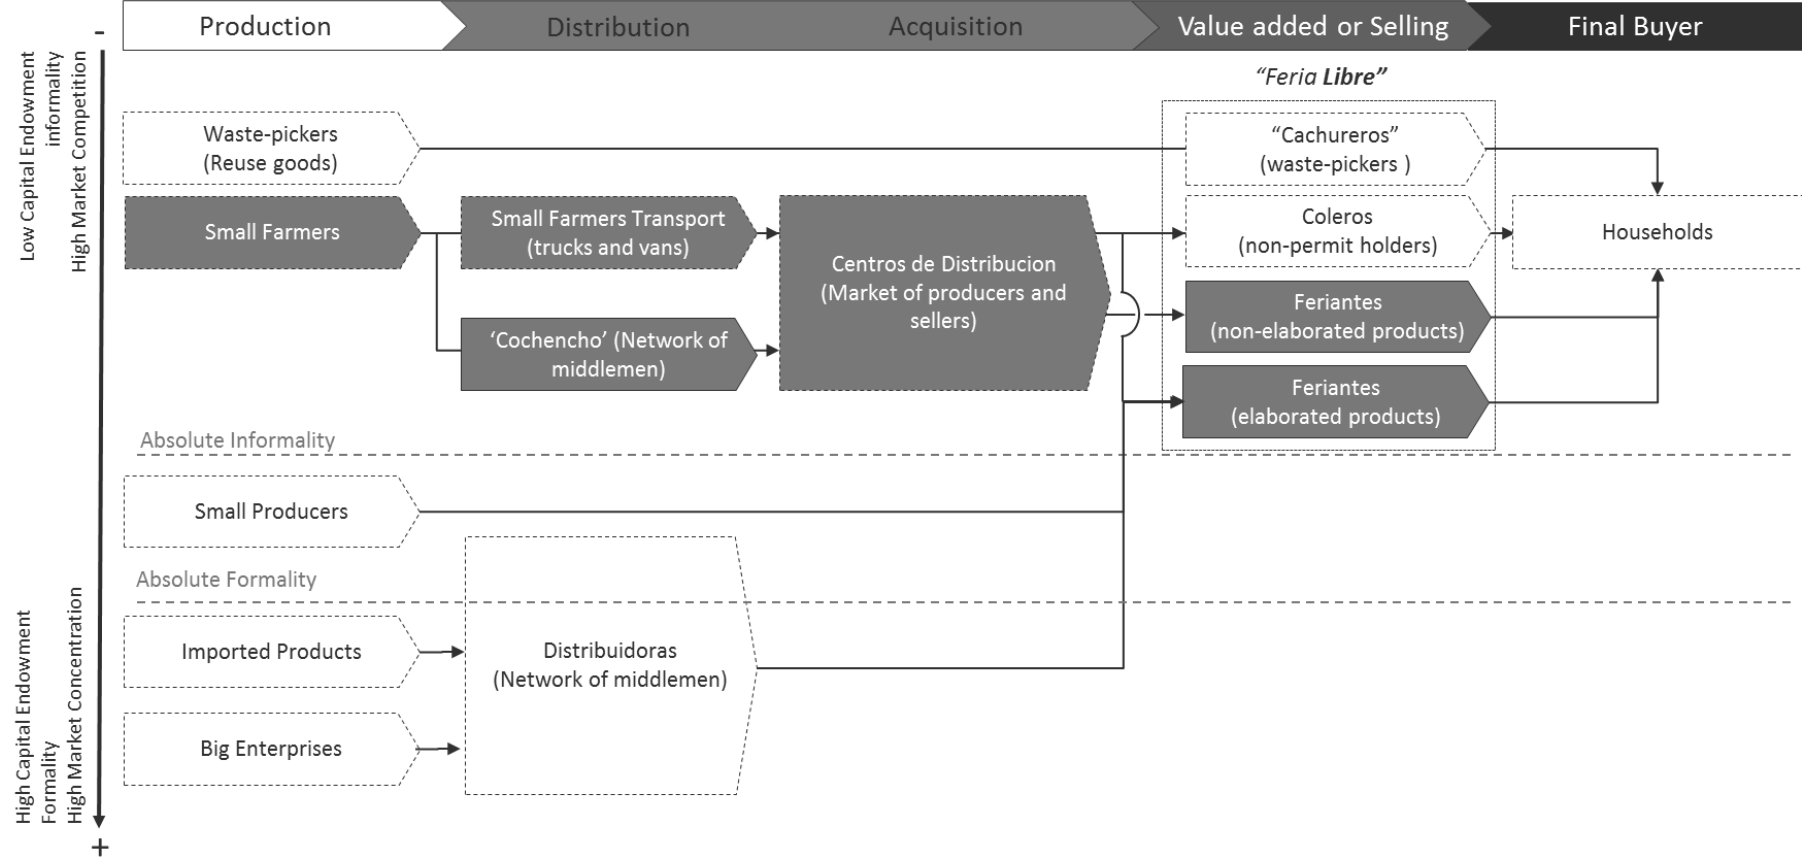 Production
Distribution
Acquisition
Value added or Selling
Final Buyer
-
Low Capital Endowment
informality
High Market Competition
“Feria Libre”
Waste-pickers
(Reuse goods)
“Cachureros”
(waste-pickers )
Small Farmers
Small Farmers Transport
(trucks and vans)
Centros de Distribucion
(Market of producers and
sellers)
Coleros
(non-permit holders)
Households
‘Cochencho’ (Network of
middlemen)
Feriantes
(non-elaborated products)
Feriantes
(elaborated products)
Absolute Informality
Small Producers
Absolute Formality
High Capital Endowment
Formality
High Market Concentration
Imported Products
Distribuidoras
(Network of middlemen)
Big Enterprises
+